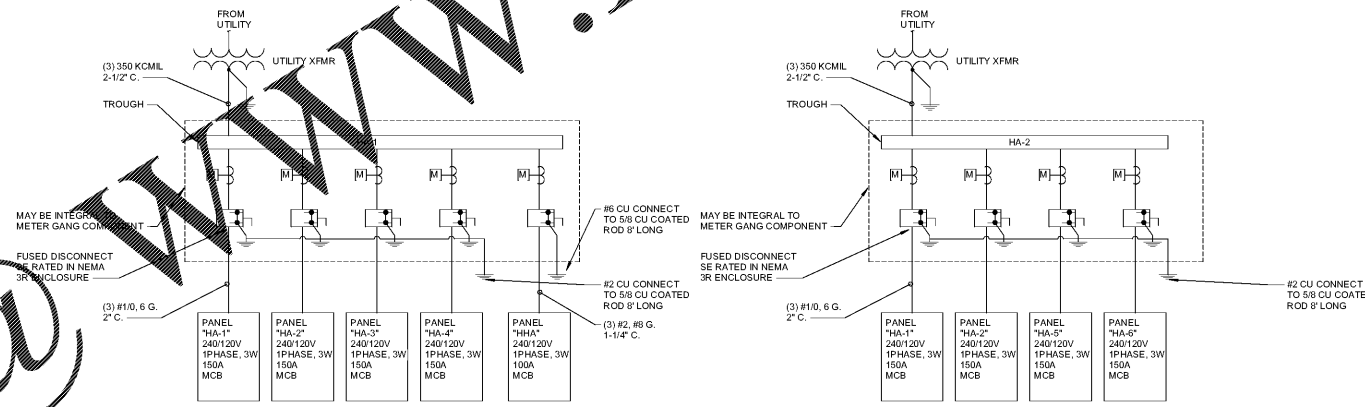 FROM
UTILITY
(3) 350 KCMIL
2-1/2" C.
UTILITY XFMR
TROUGH
M
M
M
M
M
MAY BE INTEGRAL TO
METER GANG COMPONENT
FUSED DISCONNECT
SE RATED IN NEMA
3R ENCLOSURE
(3) #1/0, 6 G.
2" C.
#6 CU CONNECT
TO 5/8 CU COATED
ROD 8' LONG
#2 CU CONNECT
TO 5/8 CU COATED
ROD 8' LONG
(3) #2, #8 G.
1-1/4" C.
PANEL
"HA-1"
240/120V
1PHASE, 3W
150A
MCB
PANEL
"HA-2"
240/120V
1PHASE, 3W
150A
MCB
PANEL
"HA-3"
240/120V
1PHASE, 3W
150A
MCB
PANEL
"HA-4"
240/120V
1PHASE, 3W
150A
MCB
PANEL
"HHA"
240/120V
1PHASE, 3W
100A
MCB
FROM
UTILITY
(3) 350 KCMIL
2-1/2" C.
UTILITY XFMR
TROUGH
HA-2
M
M
M
M
MAY BE INTEGRAL TO
METER GANG COMPONENT
FUSED DISCONNECT
SE RATED IN NEMA
3R ENCLOSURE
(3) #1/0, 6 G.
2" C.
#2 CU CONNECT
TO 5/8 CU COATE
ROD 8' LONG
PANEL
"HA-1"
240/120V
1PHASE, 3W
150A
MCB
PANEL
"HA-2"
240/120V
1PHASE, 3W
150A
MCB
PANEL
"HA-5"
240/120V
1PHASE, 3W
150A
MCB
PANEL
"HA-6"
240/120V
1PHASE, 3W
150A
MCB
@ www.